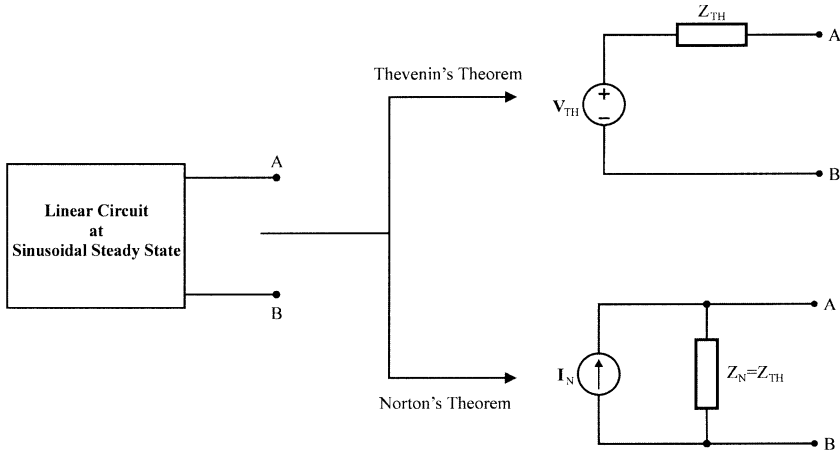 Linear Circuit
at
Sinusoidal Steady State
A
B
Thevenin's Theorem
Norton's Theorem
Z_TH
V_TH
+
−
A
B
I_N
Z_N=Z_TH
A
B